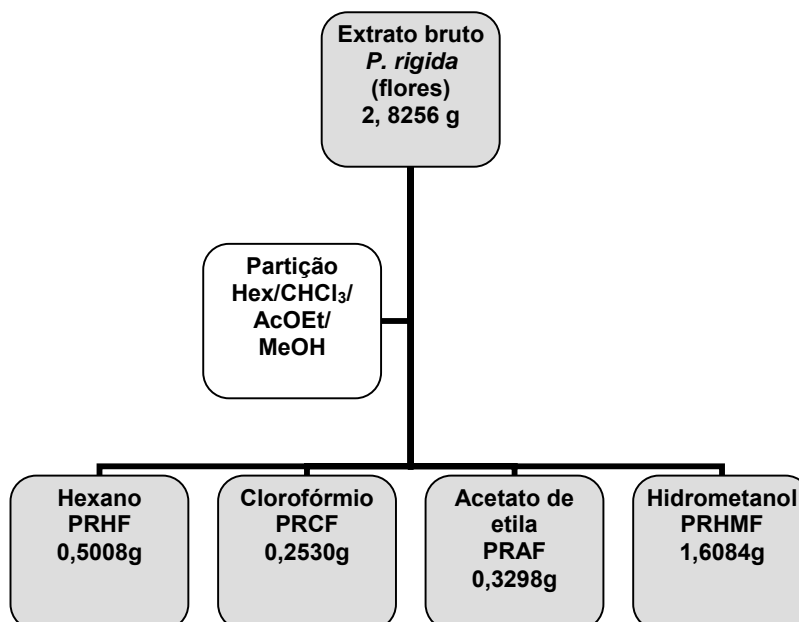 Extrato bruto
P. rigida
(flores)
2, 8256 g
Partição
Hex/CHCl₃/
AcOEt/
MeOH
Hexano
PRHF
0,5008g
Clorofórmio
PRCF
0,2530g
Acetato de
etila
PRAF
0,3298g
Hidrometanol
PRHMF
1,6084g